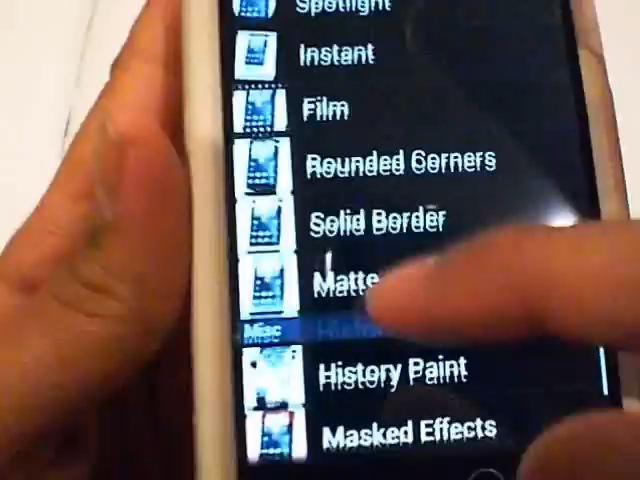 Spotlight
Instant
Film
Rounded Corners
Solid Border
Matte
Misc
History Paint
Masked Effects